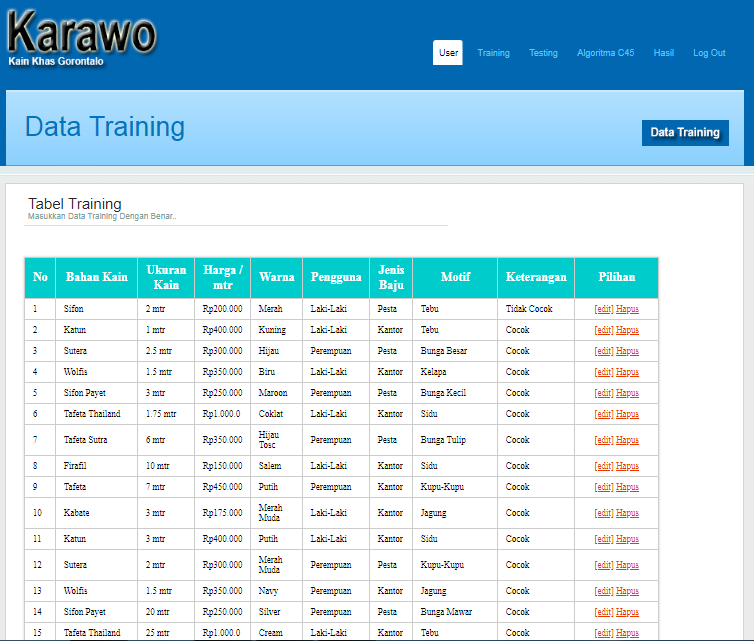 Karawo
Kain Khas Gorontalo
User Training Testing Algoritma C45 Hasil Log Out
Data Training
Data Training
Tabel Training
Masukkan Data Training Dengan Benar..
No Bahan Kain Ukuran Kain Harga / mtr Warna Pengguna Jenis Baju Motif Keterangan Pilihan
1 Sifon 2 mtr Rp200.000 Merah Laki-Laki Pesta Tebu Tidak Cocok [edit] Hapus
2 Katun 1 mtr Rp400.000 Kuning Laki-Laki Kantor Tebu Cocok [edit] Hapus
3 Sutera 2.5 mtr Rp300.000 Hijau Perempuan Pesta Bunga Besar Cocok [edit] Hapus
4 Wolfis 1.5 mtr Rp350.000 Biru Laki-Laki Kantor Kelapa Cocok [edit] Hapus
5 Sifon Payet 3 mtr Rp250.000 Maroon Perempuan Pesta Bunga Kecil Cocok [edit] Hapus
6 Tafeta Thailand 1.75 mtr Rp1.000.0 Coklat Laki-Laki Kantor Sidu Cocok [edit] Hapus
7 Tafeta Sutra 6 mtr Rp350.000 Hijau Tosc Perempuan Pesta Bunga Tulip Cocok [edit] Hapus
8 Firafil 10 mtr Rp150.000 Salem Laki-Laki Kantor Sidu Cocok [edit] Hapus
9 Tafeta 7 mtr Rp450.000 Putih Perempuan Kantor Kupu-Kupu Cocok [edit] Hapus
10 Kabate 3 mtr Rp175.000 Merah Muda Laki-Laki Kantor Jagung Cocok [edit] Hapus
11 Katun 3 mtr Rp400.000 Putih Laki-Laki Kantor Sidu Cocok [edit] Hapus
12 Sutera 2 mtr Rp300.000 Merah Muda Perempuan Pesta Kupu-Kupu Cocok [edit] Hapus
13 Wolfis 1.5 mtr Rp350.000 Navy Perempuan Kantor Jagung Cocok [edit] Hapus
14 Sifon Payet 20 mtr Rp250.000 Silver Perempuan Pesta Bunga Mawar Cocok [edit] Hapus
15 Tafeta Thailand 25 mtr Rp1.000.0 Cream Laki-Laki Kantor Tebu Cocok [edit] Hapus